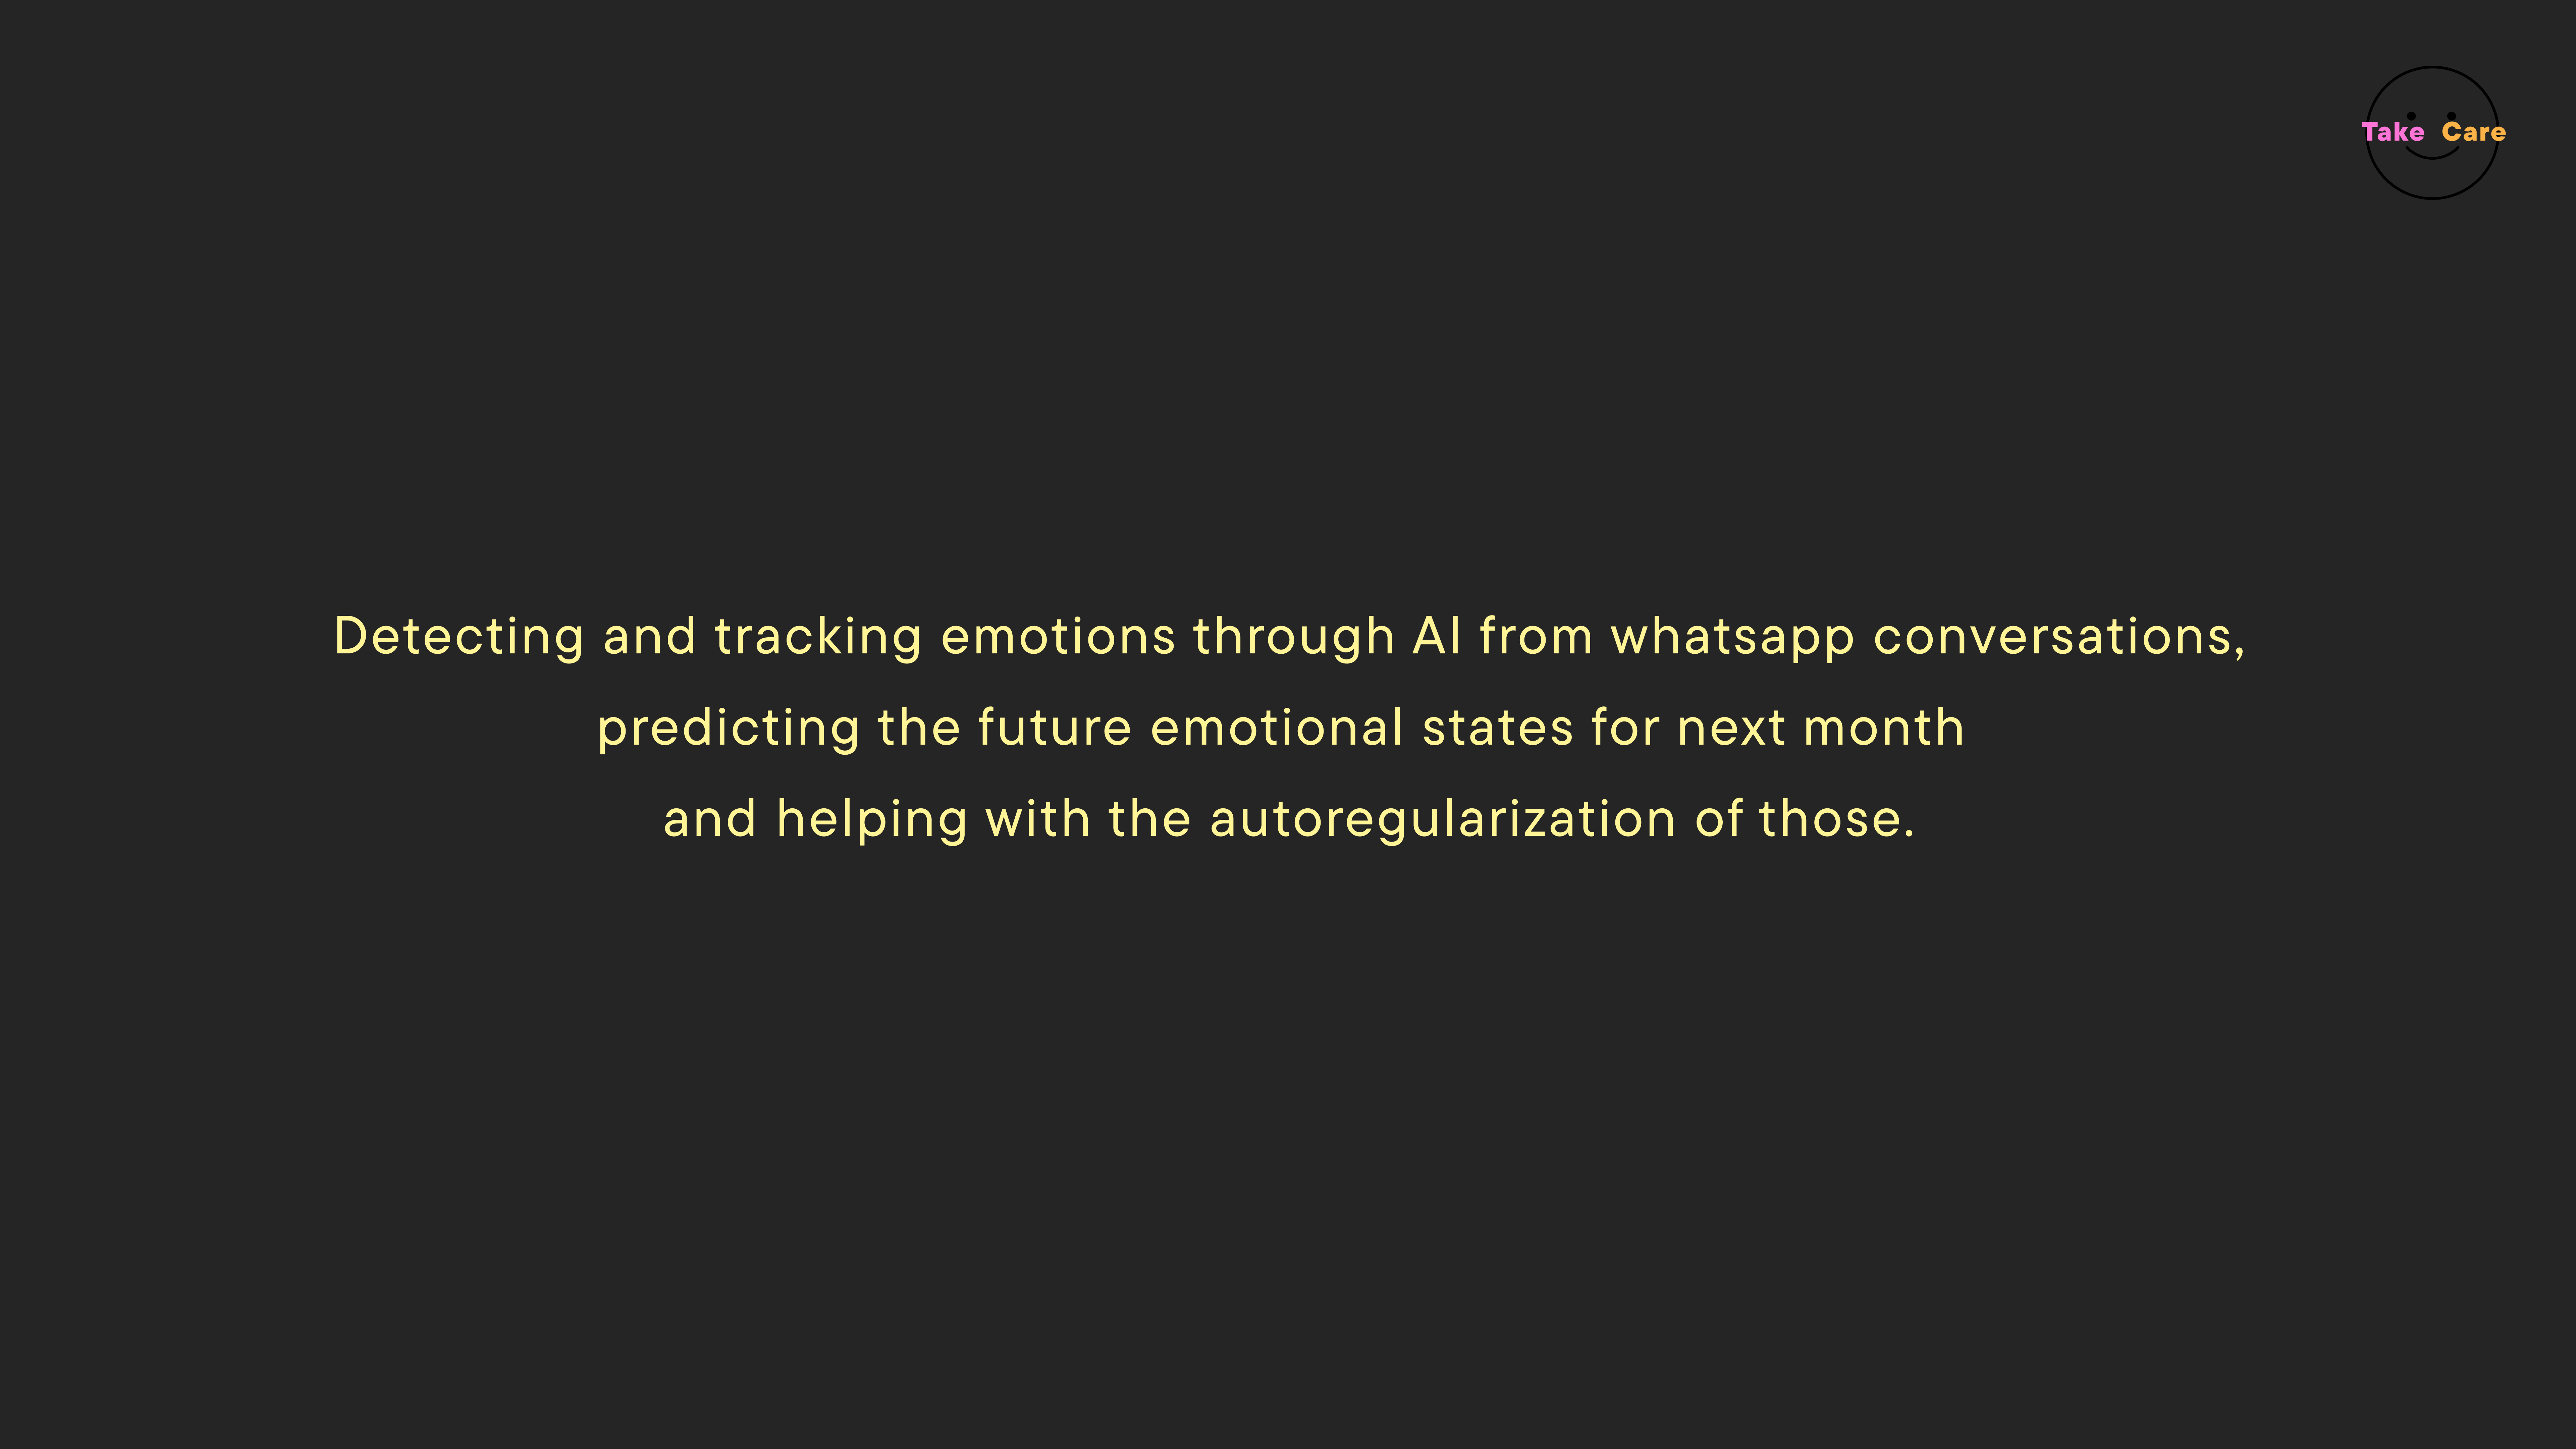 Take Care
Detecting and tracking emotions through AI from whatsapp conversations,
predicting the future emotional states for next month
and helping with the autoregularization of those.